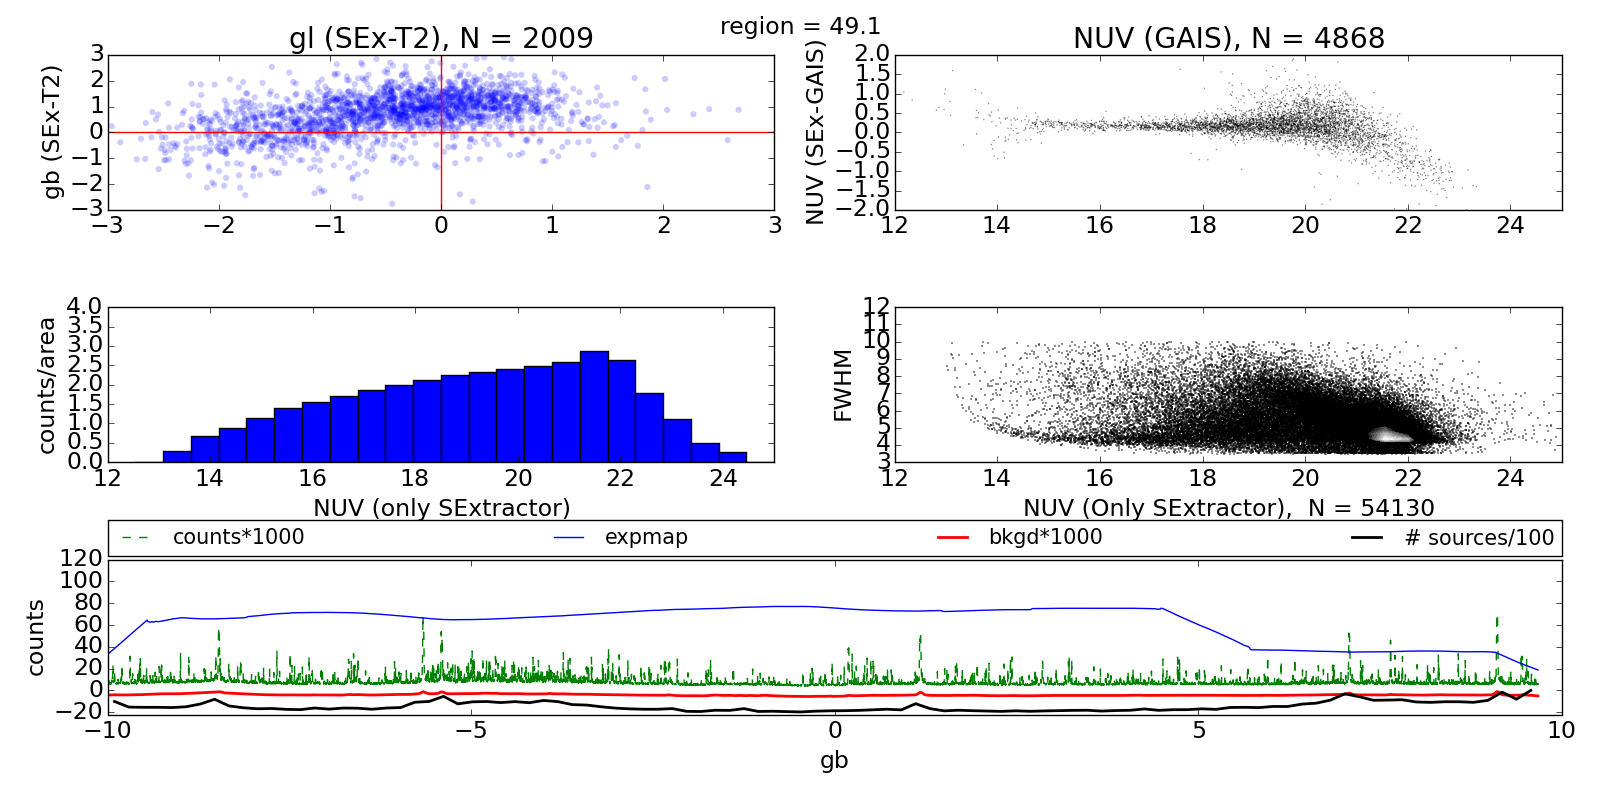 region = 49.1
gl (SEx-T2), N = 2009
gb (SEx-T2)
3
2
1
0
−1
−2
−3
−3 −2 −1 0 1 2 3
NUV (GAIS), N = 4868
NUV (SEx-GAIS)
2.0
1.5
1.0
0.5
0.0
−0.5
−1.0
−1.5
−2.0
12 14 16 18 20 22 24
counts/area
4.0
3.5
3.0
2.5
2.0
1.5
1.0
0.5
0.0
12 14 16 18 20 22 24
NUV (only SExtractor)
FWHM
12
11
10
9
8
7
6
5
4
3
12 14 16 18 20 22 24
NUV (Only SExtractor), N = 54130
counts*1000 expmap bkgd*1000 # sources/100
counts
120
100
80
60
40
20
0
−20
−10 −5 0 5 10
gb